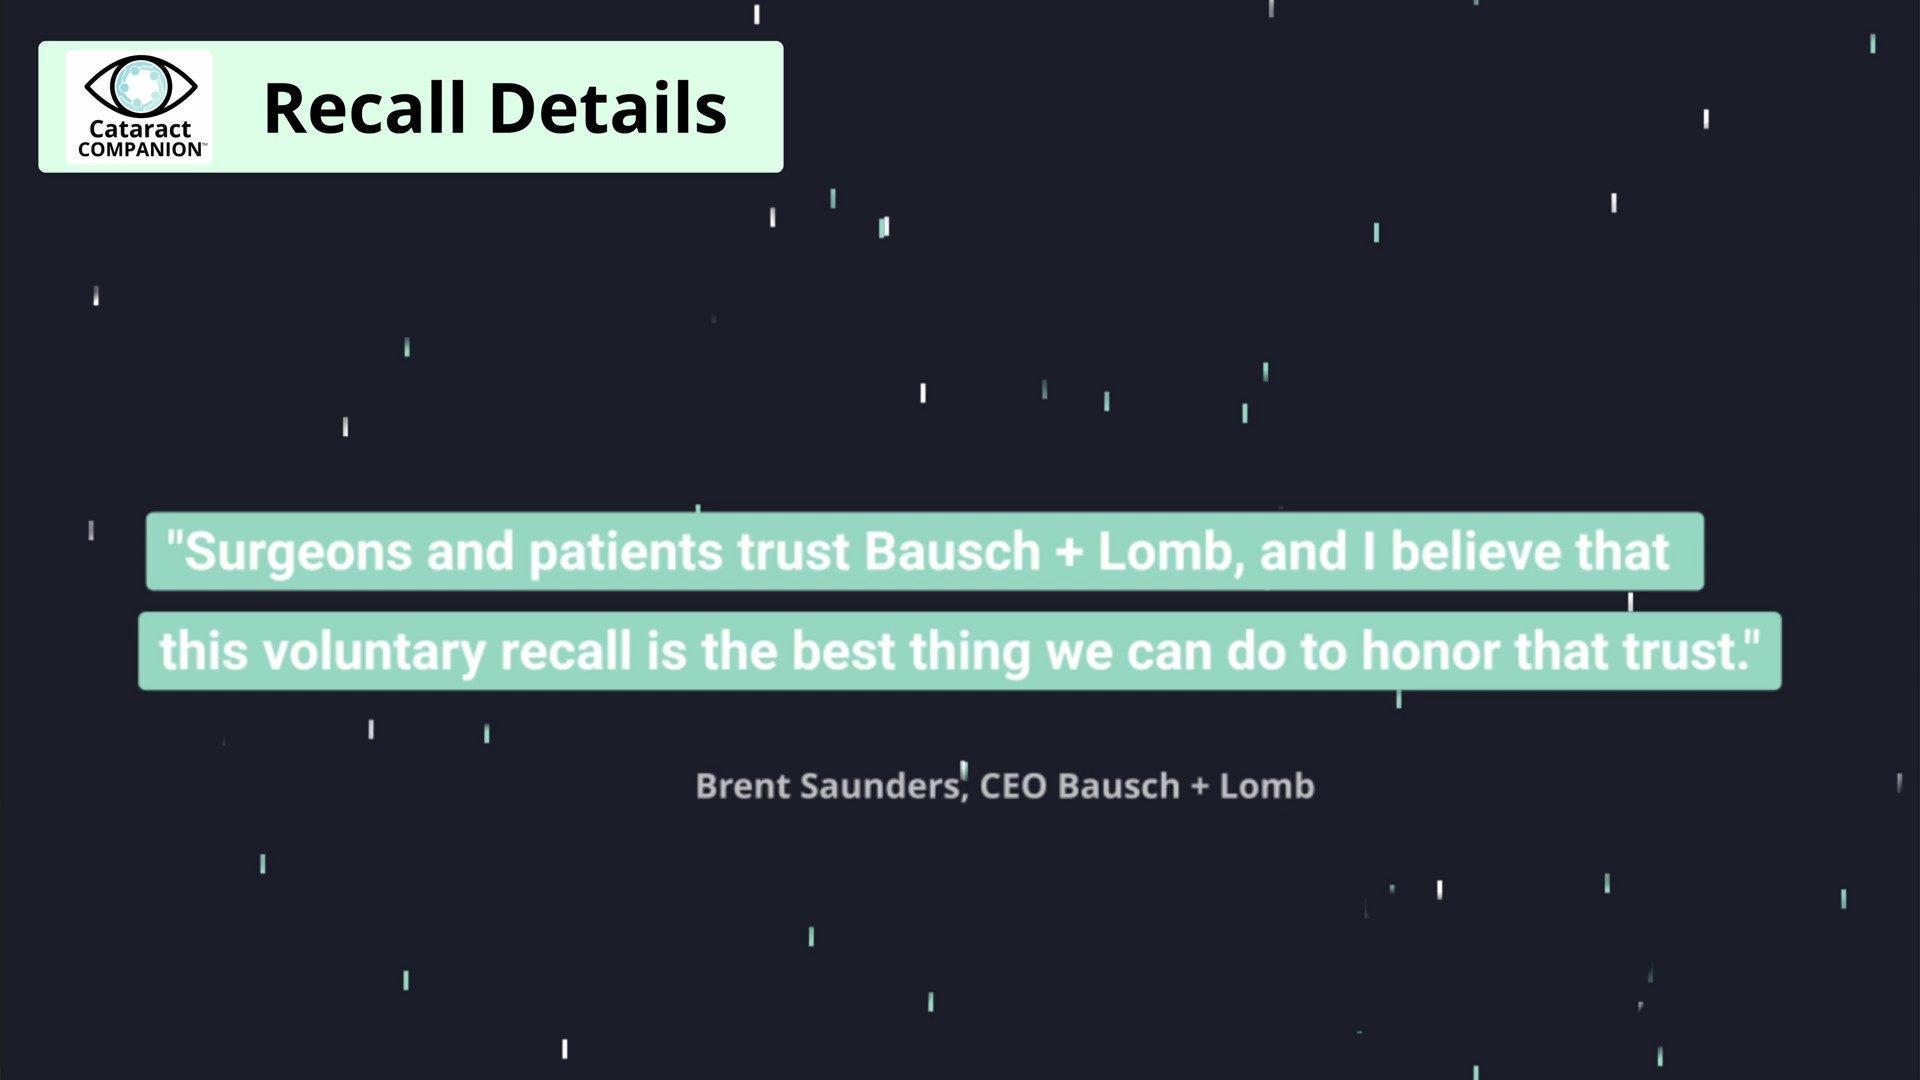 Cataract
COMPANION™
Recall Details
"Surgeons and patients trust Bausch + Lomb, and I believe that
this voluntary recall is the best thing we can do to honor that trust."
Brent Saunders, CEO Bausch + Lomb